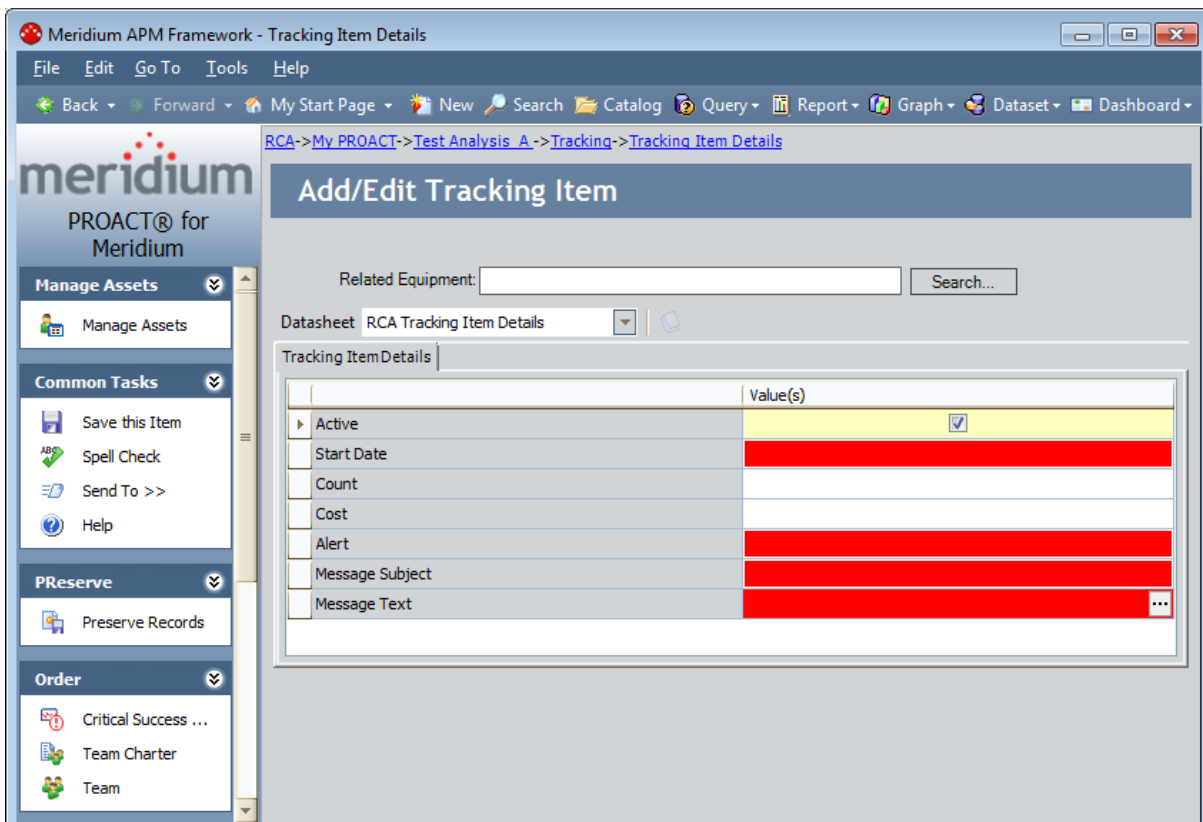 Meridium APM Framework - Tracking Item Details
File Edit Go To Tools Help
Back Forward My Start Page New Search Catalog Query Report Graph Dataset Dashboard
meridium
PROACT® for
Meridium
Manage Assets
Manage Assets
Common Tasks
Save this Item
ABC
Spell Check
Send To >>
Help
PReserve
Preserve Records
Order
Critical Success ...
Team Charter
Team
RCA->My PROACT->Test Analysis A ->Tracking->Tracking Item Details
Add/Edit Tracking Item
Related Equipment: Search...
Datasheet RCA Tracking Item Details
Tracking Item Details
Value(s)
Active
Start Date
Count
Cost
Alert
Message Subject
Message Text ...